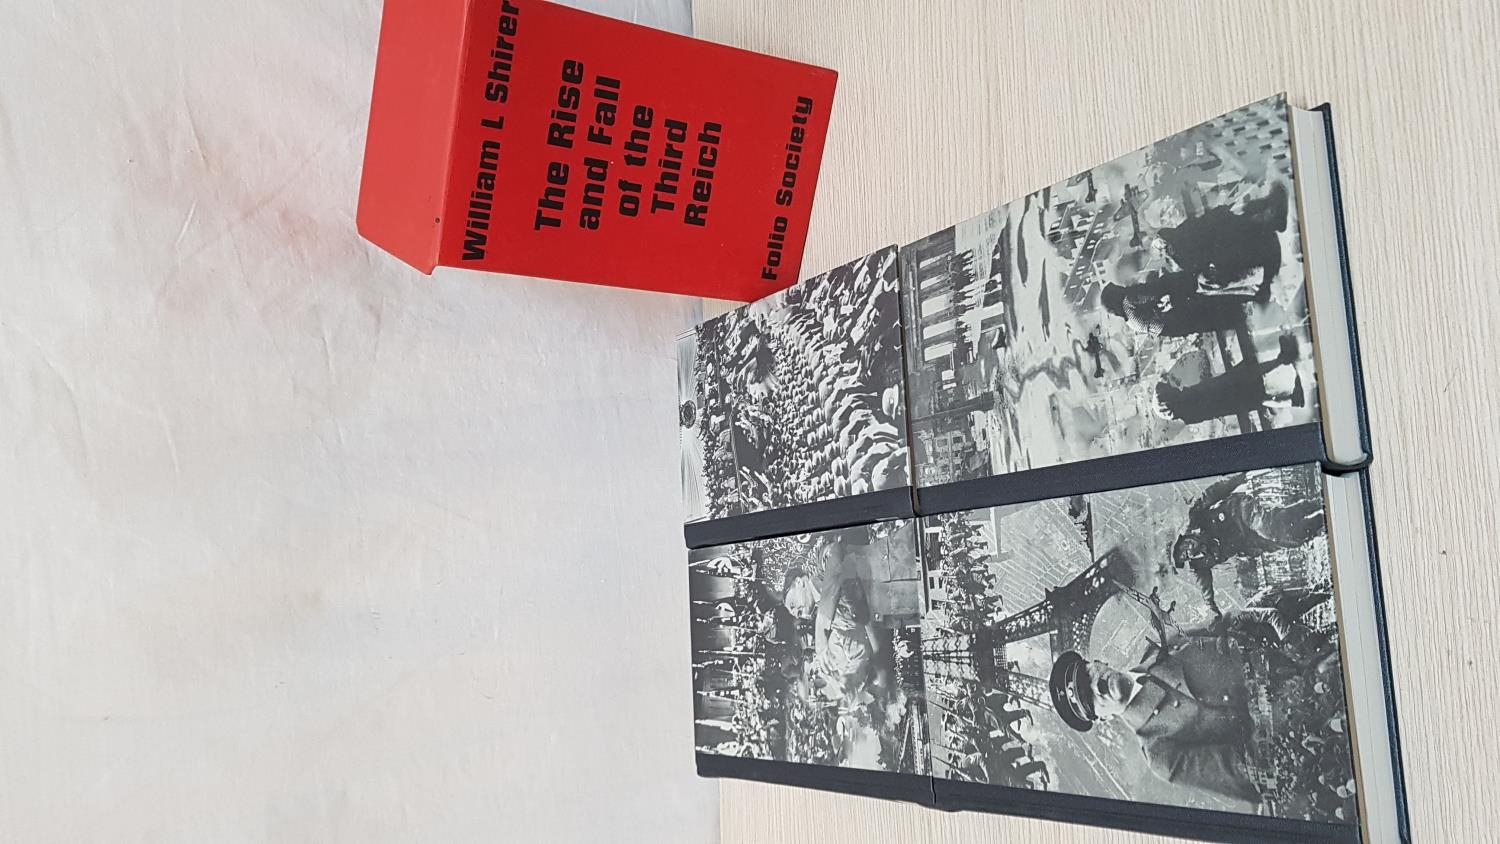 William L Shirer
The Rise
and Fall
of the
Third
Reich
Folio Society